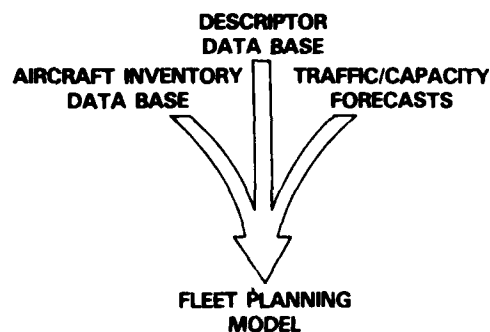 DESCRIPTOR
DATA BASE
AIRCRAFT INVENTORY
DATA BASE
TRAFFIC/CAPACITY
FORECASTS
FLEET PLANNING
MODEL